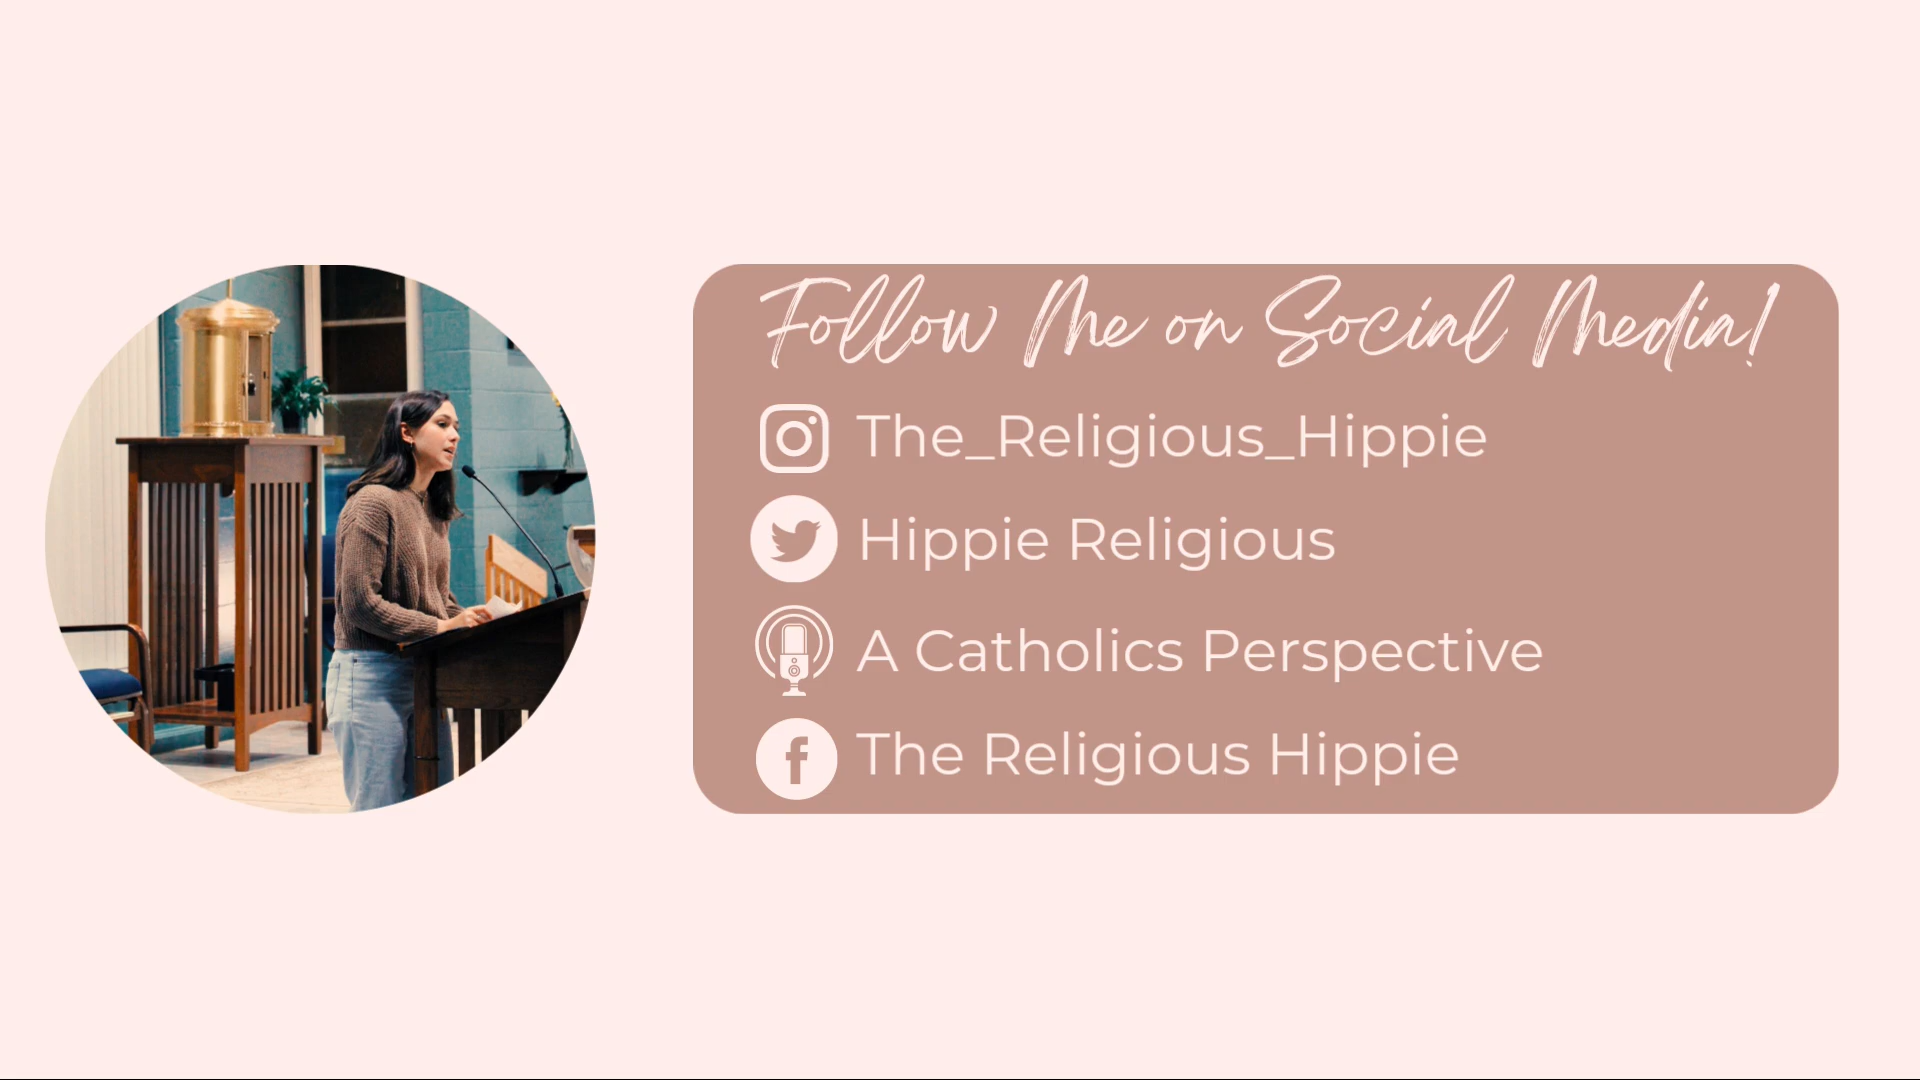 Follow Me on Social Media!
The_Religious_Hippie
Hippie Religious
A Catholics Perspective
The Religious Hippie